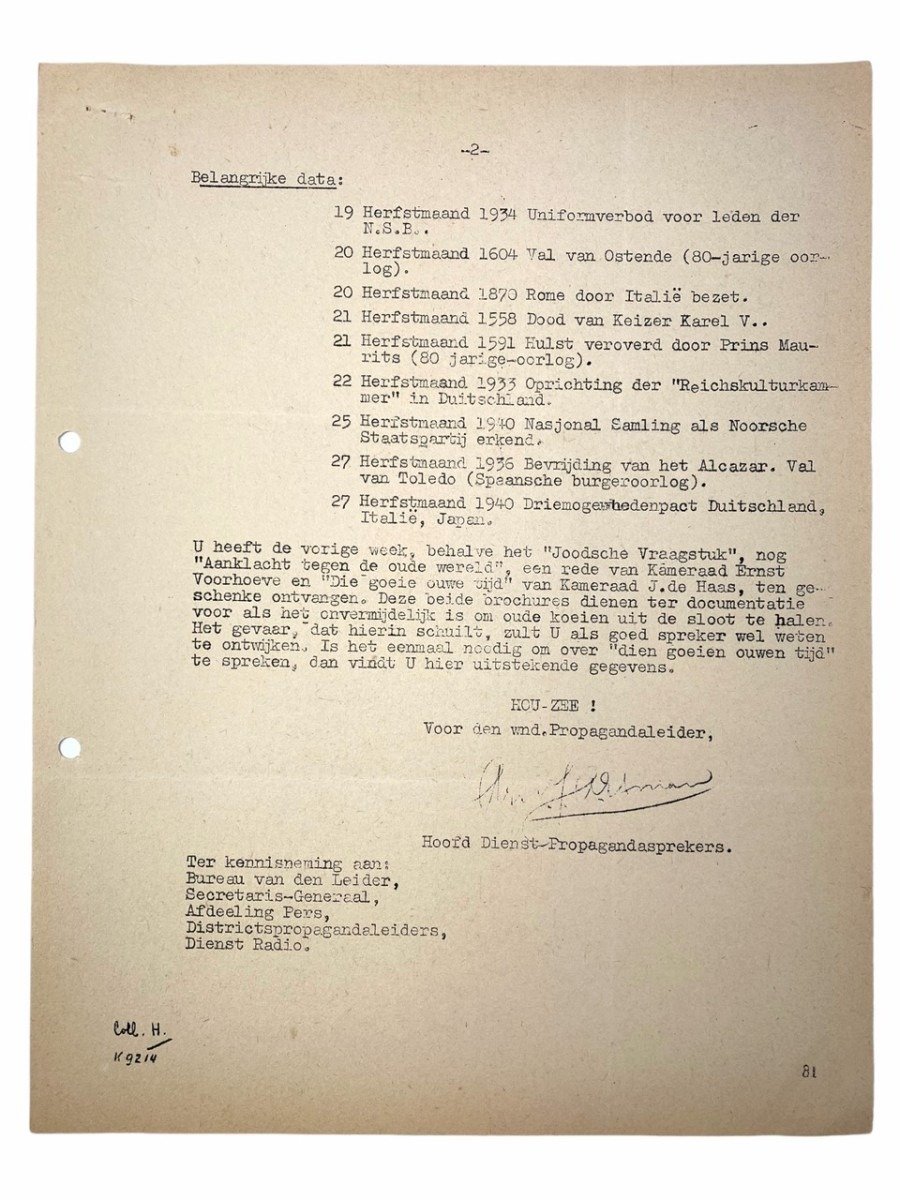 --2-
Belangrijke data:
19 Herfstmaand 1934 Uniformverbod voor leden der
N.S.B..
20 Herfstmaand 1604 Val van Ostende (80-jarige oor-
log).
20 Herfstmaand 1870 Rome door Italië bezet.
21 Herfstmaand 1558 Dood van Keizer Karel V..
21 Herfstmaand 1591 Hulst veroverd door Prins Mau-
rits (80 jarige-oorlog).
22 Herfstmaand 1933 Oprichting der "Reichskulturkam-
mer" in Duitschland.
25 Herfstmaand 1940 Nasjonal Samling als Noorsche
Staatspartij erkend.
27 Herfstmaand 1936 Bevrijding van het Alcazar. Val
van Toledo (Spaansche burgeroorlog).
27 Herfstmaand 1940 Driemogenhedenpact Duitschland,
Italië, Japan.
U heeft de vorige week, behalve het "Joodsche Vraagstuk", nog
"Aanklacht tegen de oude wereld", een rede van Kameraad Ernst
Voorhoeve en "Die goeie ouwe tijd" van Kameraad J.de Haas, ten ge-
schenke ontvangen. Deze beide brochures dienen ter documentatie
voor als het onvermijdelijk is om oude koeien uit de sloot te halen.
Het gevaar, dat hierin schuilt, zult U als goed spreker wel weten
te ontwijken. Is het eenmaal noodig om over "dien goeien ouwen tijd"
te spreken, dan vindt U hier uitstekende gegevens.
HOU-ZEE !
Voor den wnd.Propagandaleider,
Hoofd Dienst-Propagandasprekers.
Ter kennisneming aan:
Bureau van den Leider,
Secretaris-Generaal,
Afdeeling Pers,
Districtspropagandaleiders,
Dienst Radio.
Coll. H.
K 9214
81